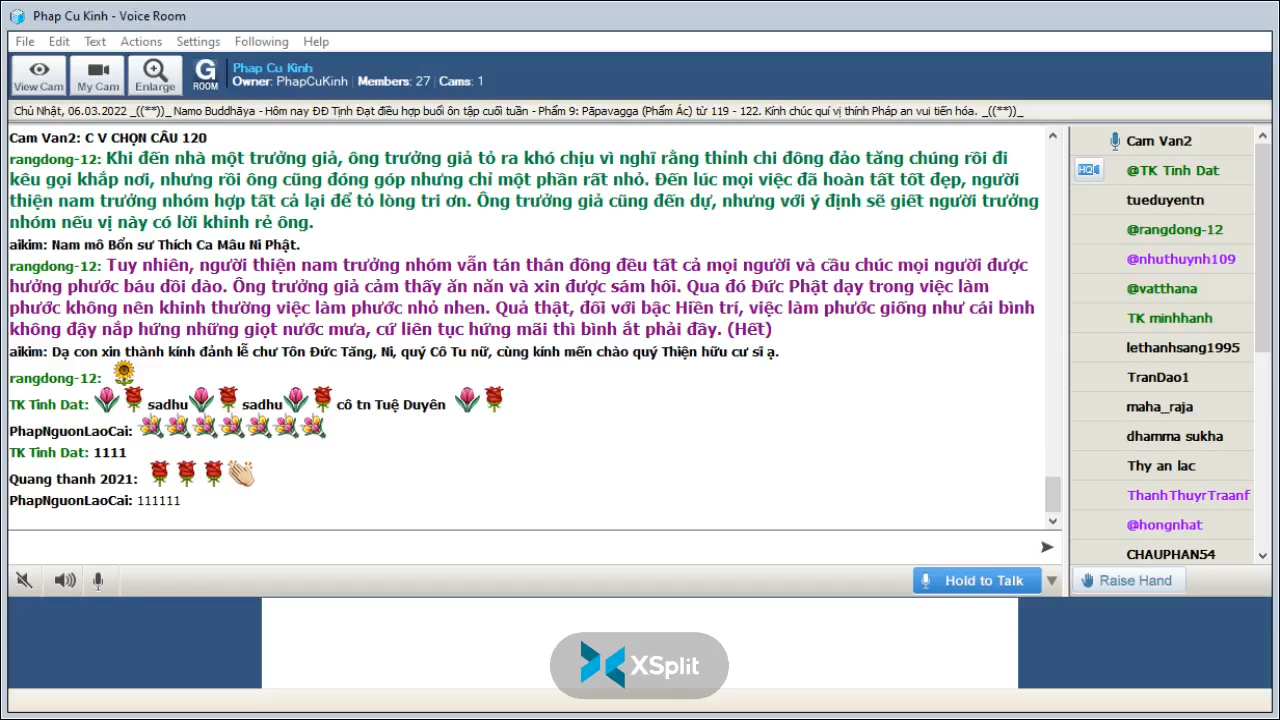 Phap Cu Kinh - Voice Room
File Edit Text Actions Settings Following Help
View Cam My Cam Enlarge G ROOM
Phap Cu Kinh
Owner: PhapCuKinh | Members: 27 | Cams: 1
Chủ Nhật, 06.03.2022 _((**))_ Namo Buddhāya - Hôm nay ĐĐ Tịnh Đạt điều hợp buổi ôn tập cuối tuần - Phẩm 9: Pāpavagga (Phẩm Ác) từ 119 - 122. Kính chúc quí vị thính Pháp an vui tiến hóa. _((**))_
Cam Van2: C V CHỌN CÂU 120
rangdong-12: Khi đến nhà một trưởng giả, ông trưởng giả tỏ ra khó chịu vì nghĩ rằng thỉnh chi đông đảo tăng chúng rồi đi
kêu gọi khắp nơi, nhưng rồi ông cũng đóng góp nhưng chỉ một phần rất nhỏ. Đến lúc mọi việc đã hoàn tất tốt đẹp, người
thiện nam trưởng nhóm hợp tất cả lại để tỏ lòng tri ơn. Ông trưởng giả cũng đến dự, nhưng với ý định sẽ giết người trưởng
nhóm nếu vị này có lời khinh rẻ ông.
aikim: Nam mô Bổn sư Thích Ca Mâu Ni Phật.
rangdong-12: Tuy nhiên, người thiện nam trưởng nhóm vẫn tán thán đồng đều tất cả mọi người và cầu chúc mọi người được
hưởng phước báu dồi dào. Ông trưởng giả cảm thấy ăn năn và xin được sám hối. Qua đó Đức Phật dạy trong việc làm
phước không nên khinh thường việc làm phước nhỏ nhen. Quả thật, đối với bậc Hiền trí, việc làm phước giống như cái bình
không đậy nắp hứng những giọt nước mưa, cứ liên tục hứng mãi thì bình ắt phải đầy. (Hết)
aikim: Dạ con xin thành kính đảnh lễ chư Tôn Đức Tăng, Ni, quý Cô Tu nữ, cùng kính mến chào quý Thiện hữu cư sĩ ạ.
rangdong-12:
TK Tinh Dat: sadhu sadhu cô tn Tuệ Duyên
PhapNguonLaoCai:
TK Tinh Dat: 1111
Quang thanh 2021:
PhapNguonLaoCai: 111111
Cam Van2
HQ
@TK Tinh Dat
tueduyentn
@rangdong-12
@nhuthuynh109
@vatthana
TK minhhanh
lethanhsang1995
TranDao1
maha_raja
dhamma sukha
Thy an lac
ThanhThuyrTraanf
@hongnhat
CHAUPHAN54
Hold to Talk
Raise Hand
XSplit